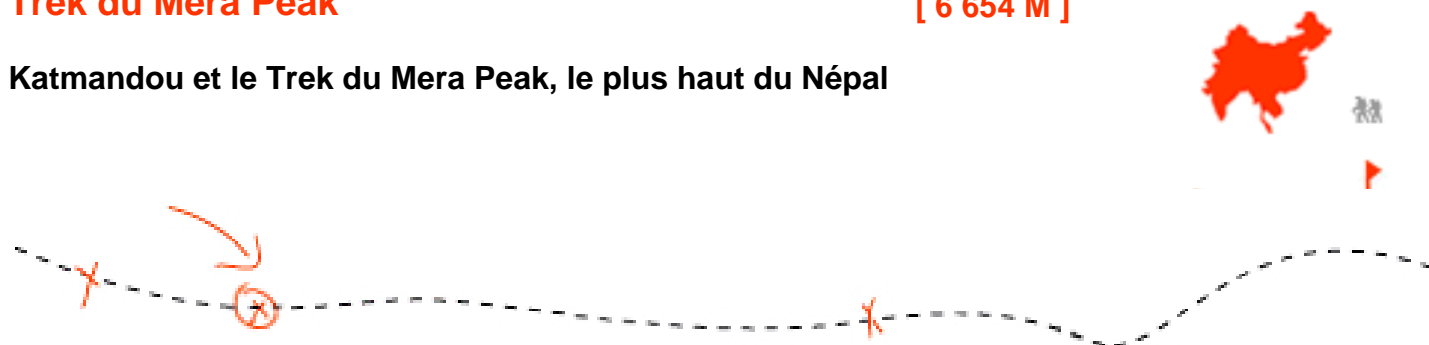 Trek du Mera Peak [ 6 654 M ]
Katmandou et le Trek du Mera Peak, le plus haut du Népal